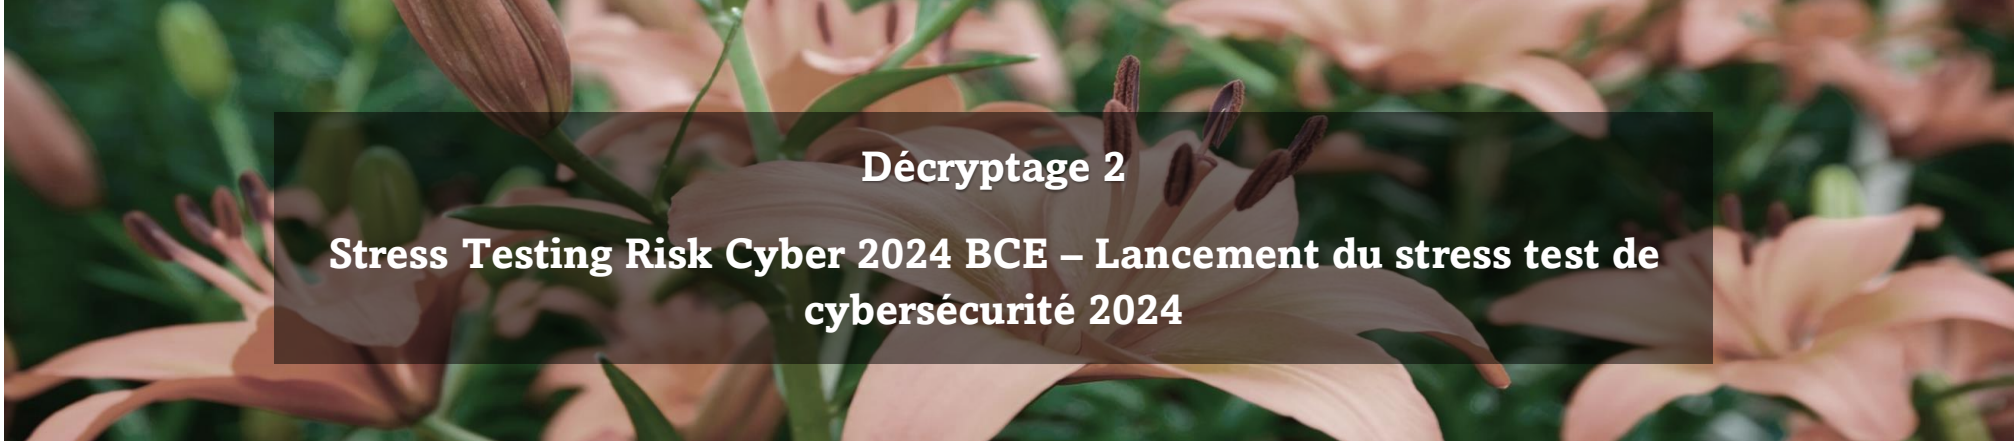 Décryptage 2
Stress Testing Risk Cyber 2024 BCE – Lancement du stress test de
cybersécurité 2024